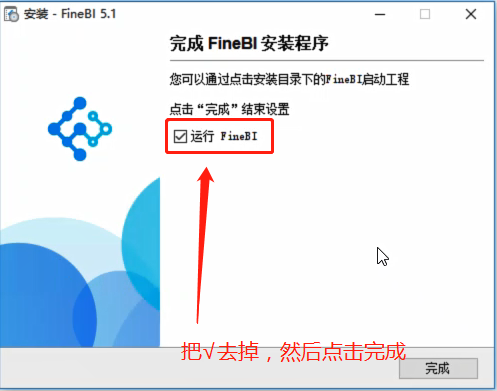 安装 - FineBI 5.1
完成 FineBI 安装程序
您可以通过点击安装目录下的FineBI启动工程
点击“完成”结束设置
运行 FineBI
把√去掉，然后点击完成
完成